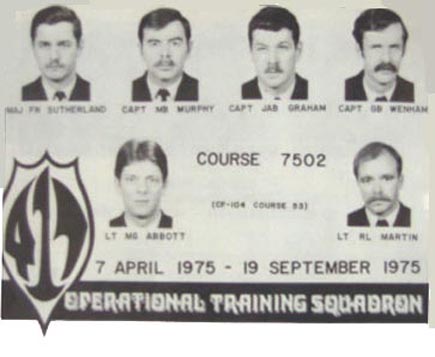 MAJ FR SUTHERLAND CAPT MB MURPHY CAPT JAB GRAHAM CAPT GB WENHAM
COURSE 7502
(CF-104 COURSE 53)
LT MG ABBOTT LT RL MARTIN
417
7 APRIL 1975 - 19 SEPTEMBER 1975
OPERATIONAL TRAINING SQUADRON